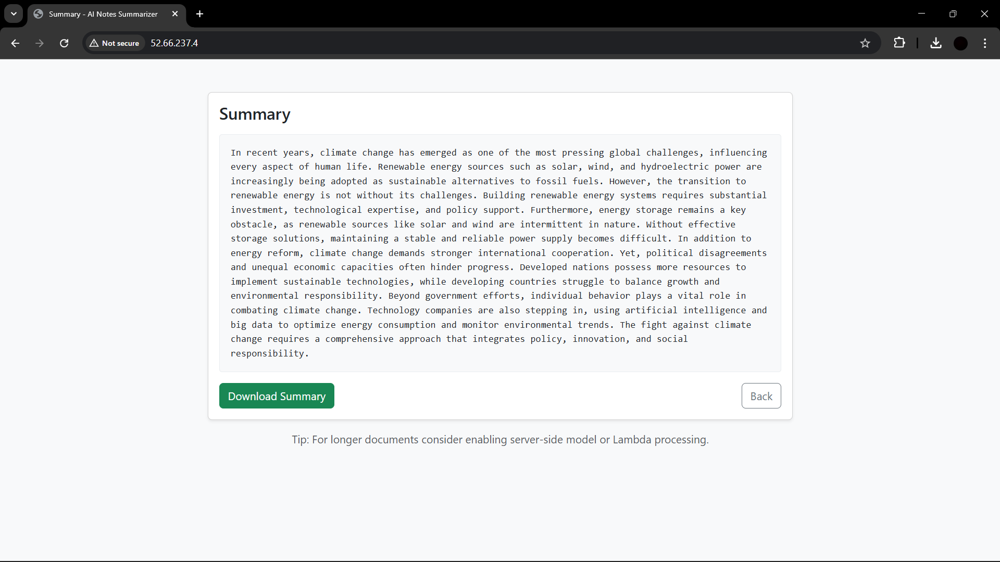 Summary - AI Notes Summarizer
Not secure
52.66.237.4
Summary
In recent years, climate change has emerged as one of the most pressing global challenges, influencing
every aspect of human life. Renewable energy sources such as solar, wind, and hydroelectric power are
increasingly being adopted as sustainable alternatives to fossil fuels. However, the transition to
renewable energy is not without its challenges. Building renewable energy systems requires substantial
investment, technological expertise, and policy support. Furthermore, energy storage remains a key
obstacle, as renewable sources like solar and wind are intermittent in nature. Without effective
storage solutions, maintaining a stable and reliable power supply becomes difficult. In addition to
energy reform, climate change demands stronger international cooperation. Yet, political disagreements
and unequal economic capacities often hinder progress. Developed nations possess more resources to
implement sustainable technologies, while developing countries struggle to balance growth and
environmental responsibility. Beyond government efforts, individual behavior plays a vital role in
combating climate change. Technology companies are also stepping in, using artificial intelligence and
big data to optimize energy consumption and monitor environmental trends. The fight against climate
change requires a comprehensive approach that integrates policy, innovation, and social
responsibility.
Download Summary
Back
Tip: For longer documents consider enabling server-side model or Lambda processing.